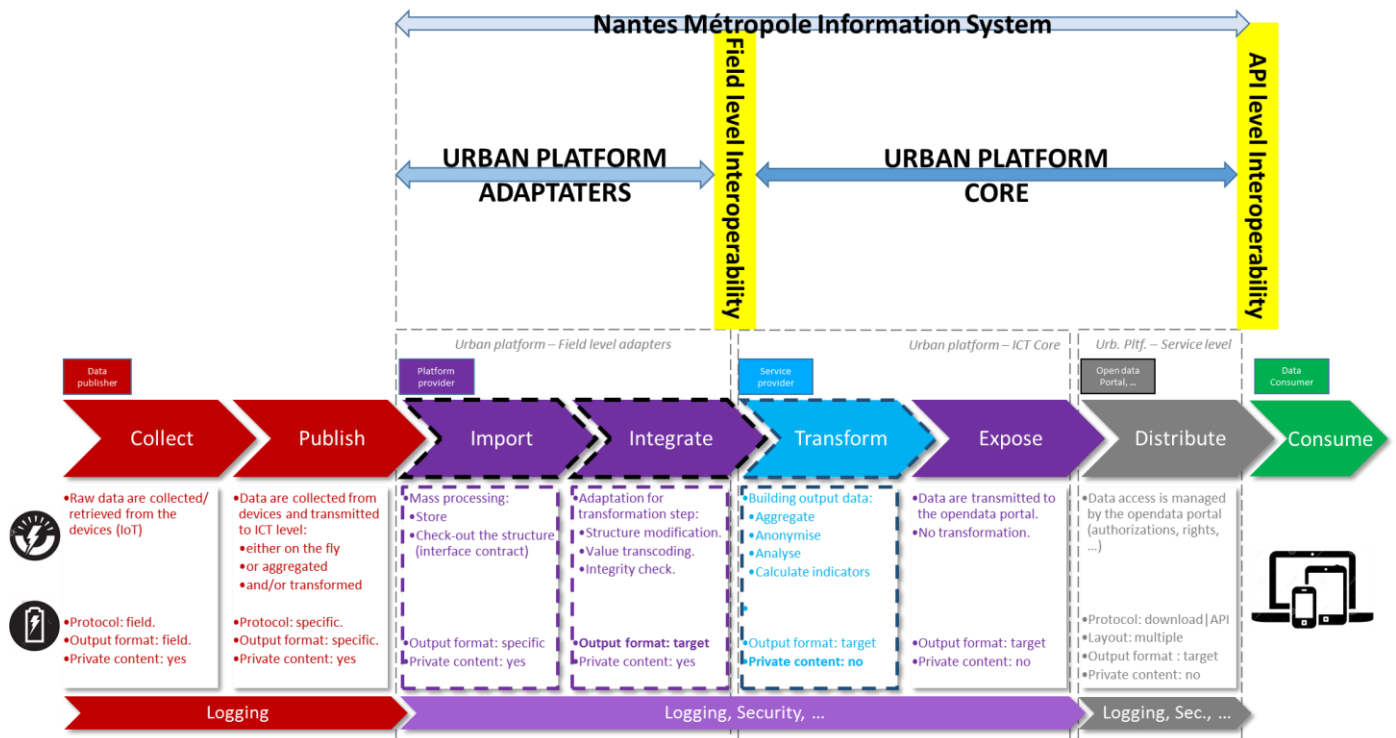 Nantes Métropole Information System
Field level Interoperability
API level Interoperability
URBAN PLATFORM
ADAPTATERS
URBAN PLATFORM
CORE
Urban platform – Field level adapters
Urban platform – ICT Core
Urb. Pltf. – Service level
Data
publisher
Platform
provider
Service
provider
Open data
Portal, ...
Data
Consumer
Collect
Publish
Import
Integrate
Transform
Expose
Distribute
Consume
•Raw data are collected/
retrieved from the
devices (IoT)
•Protocol: field.
•Output format: field.
•Private content: yes
•Data are collected from
devices and transmitted
to ICT level:
•either on the fly
•or aggregated
•and/or transformed
•Protocol: specific.
•Output format: specific.
•Private content: yes
•Mass processing:
•Store
•Check-out the structure
(interface contract)
•Output format: specific
•Private content: yes
•Adaptation for
transformation step:
•Structure modification.
•Value transcoding.
•Integrity check.
•Output format: target
•Private content: yes
•Building output data:
•Aggregate
•Anonymise
•Analyse
•Calculate indicators
•
•Output format: target
•Private content: no
•Data are transmitted to
the opendata portal.
•No transformation.
•Output format: target
•Private content: no
•Data access is managed
by the opendata portal
(authorizations, rights,
...)
•Protocol: download|API
•Layout: multiple
•Output format : target
•Private content: no
Logging
Logging, Security, ...
Logging, Sec., ...